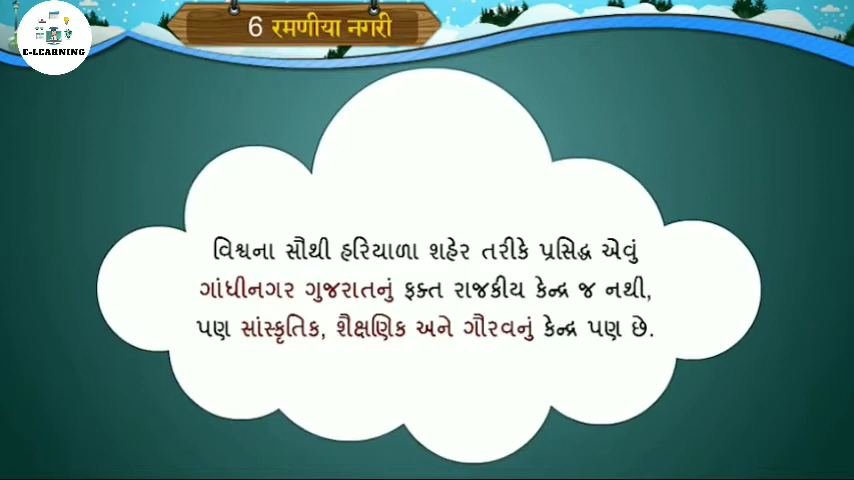 E-LEARNING
6 રમણીયા નગરી
વિશ્વના સૌથી હરિયાળા શહેર તરીકે પ્રસિદ્ધ એવું
ગાંધીનગર ગુજરાતનું ફક્ત રાજકીય કેન્દ્ર જ નથી,
પણ સાંસ્કૃતિક, શૈક્ષણિક અને ગૌરવનું કેન્દ્ર પણ છે.